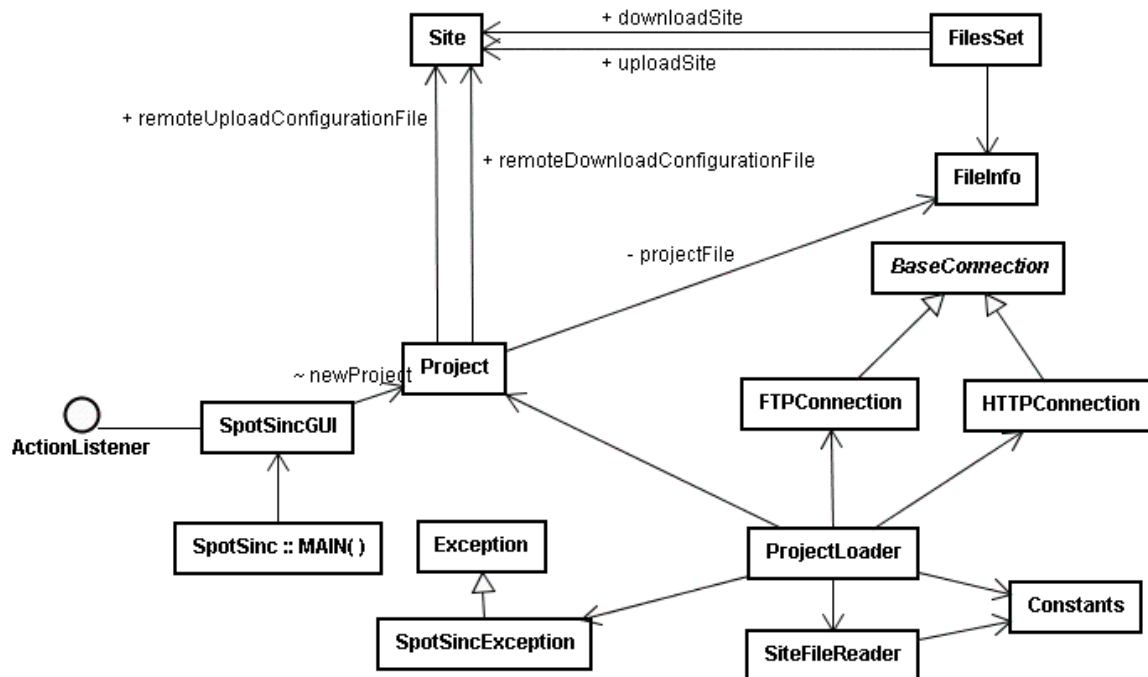 + downloadSite
Site
FilesSet
+ uploadSite
+ remoteUploadConfigurationFile
+ remoteDownloadConfigurationFile
FileInfo
- projectFile
BaseConnection
Project
~ newProject
FTPConnection
HTTPConnection
SpotSincGUI
ActionListener
SpotSinc :: MAIN( )
Exception
ProjectLoader
Constants
SpotSincException
SiteFileReader